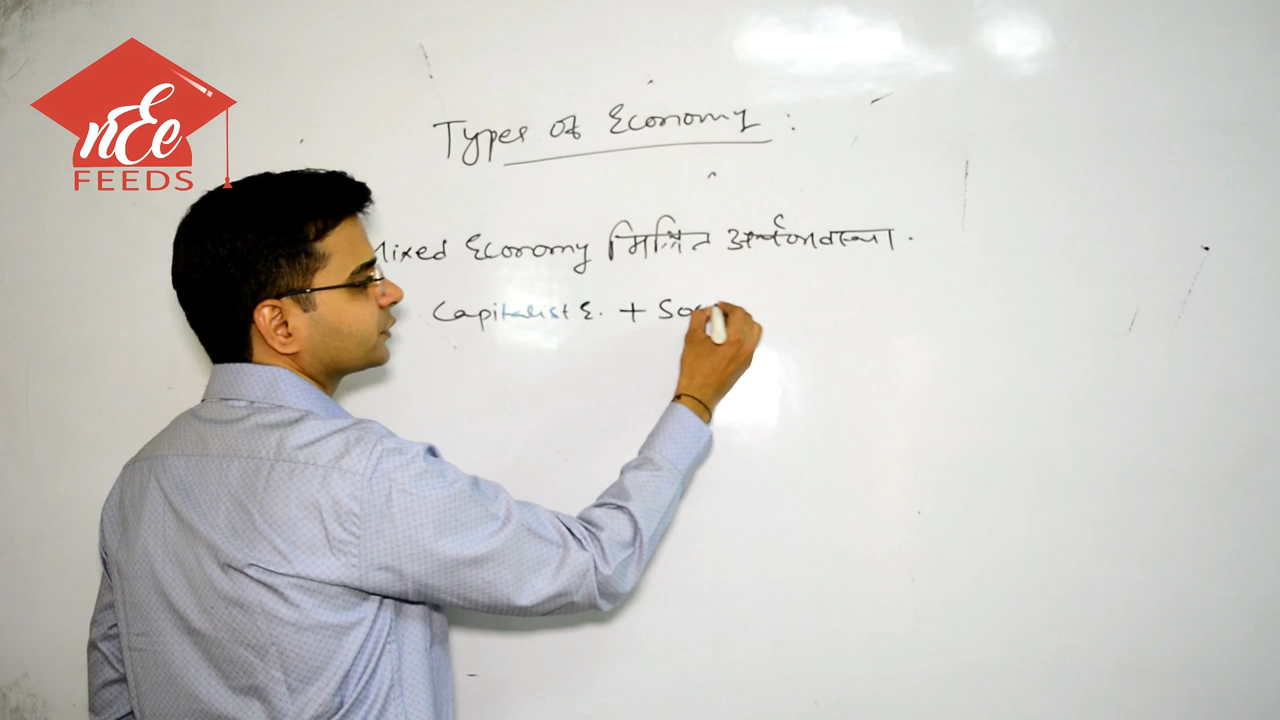 nEe
FEEDS
Types of Economy :
Mixed Economy मिश्रित अर्थव्यवस्था .
Capitalist E. + So